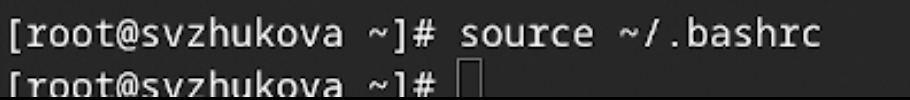 [root@svzhukova ~]# source ~/.bashrc
[root@svzhukova ~]#